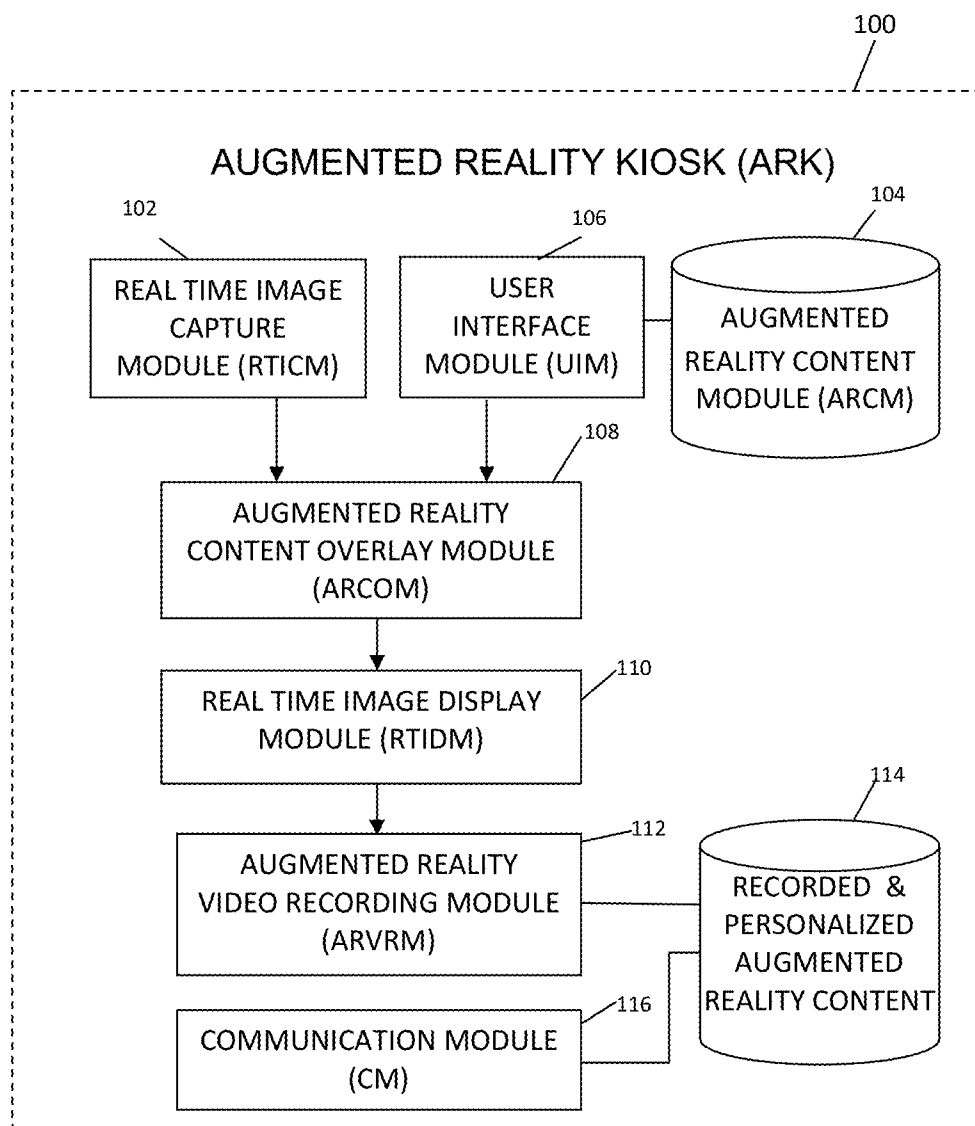 100
AUGMENTED REALITY KIOSK (ARK)
102
REAL TIME IMAGE
CAPTURE
MODULE (RTICM)
106
USER
INTERFACE
MODULE (UIM)
104
AUGMENTED
REALITY CONTENT
MODULE (ARCM)
108
AUGMENTED REALITY
CONTENT OVERLAY MODULE
(ARCOM)
110
REAL TIME IMAGE DISPLAY
MODULE (RTIDM)
112
AUGMENTED REALITY
VIDEO RECORDING MODULE
(ARVRM)
114
RECORDED &
PERSONALIZED
AUGMENTED
REALITY CONTENT
116
COMMUNICATION MODULE
(CM)